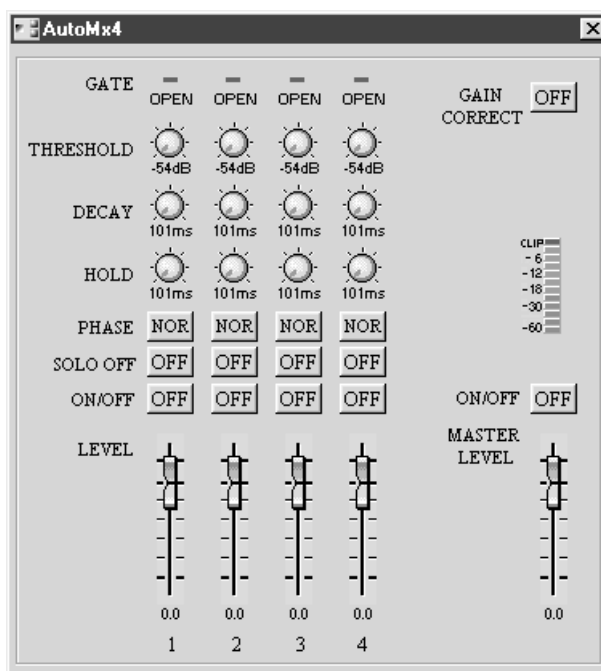 AutoMx4
GATE
OPEN OPEN OPEN OPEN
GAIN
CORRECT
OFF
THRESHOLD
-54dB -54dB -54dB -54dB
DECAY
101ms 101ms 101ms 101ms
HOLD
101ms 101ms 101ms 101ms
CLIP
-6
-12
-18
-30
-60
PHASE NOR NOR NOR NOR
SOLO OFF OFF OFF OFF OFF
ON/OFF OFF OFF OFF OFF
ON/OFF OFF
LEVEL
MASTER
LEVEL
0.0 0.0 0.0 0.0 0.0
1 2 3 4